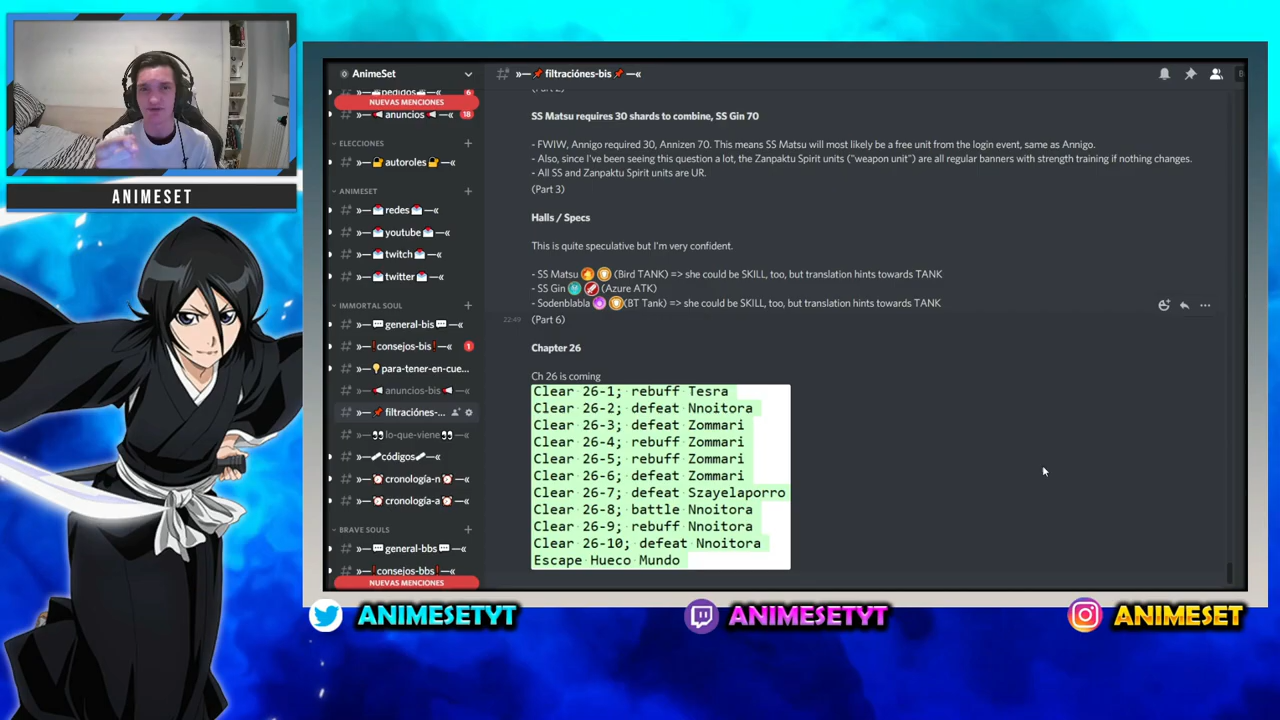 ANIMESET
AnimeSet
»—📌 filtraciónes-bis📌—«
pedidos
6
NUEVAS MENCIONES
anuncios
18
ELECCIONES
»—🔐autoroles🔐—«
ANIMESET
»—redes—«
»—youtube—«
»—twitch—«
»—twitter—«
IMMORTAL SOUL
»—💬general-bis💬—«
»—❗consejos-bis❗—«
1
»—💡para-tener-en-cue...
»—anuncios-bis—«
»—📌filtraciónes-...
»—👀lo-que-viene👀—«
»—códigos—«
»—⏰cronología-n⏰—«
»—⏰cronología-a⏰—«
BRAVE SOULS
»—💬general-bbs💬—«
»—❗consejos-bbs❗—«
NUEVAS MENCIONES
SS Matsu requires 30 shards to combine, SS Gin 70
- FWIW, Annigo required 30, Annizen 70. This means SS Matsu will most likely be a free unit from the login event, same as Annigo.
- Also, since I've been seeing this question a lot, the Zanpaktu Spirit units ("weapon unit") are all regular banners with strength training if nothing changes.
- All SS and Zanpaktu Spirit units are UR.
(Part 3)
Halls / Specs
This is quite speculative but I'm very confident.
- SS Matsu (Bird TANK) => she could be SKILL, too, but translation hints towards TANK
- SS Gin (Azure ATK)
- Sodenblabla (BT Tank) => she could be SKILL, too, but translation hints towards TANK
22:49
(Part 6)
Chapter 26
Ch 26 is coming
Clear 26-1; rebuff Tesra
Clear 26-2; defeat Nnoitora
Clear 26-3; defeat Zommari
Clear 26-4; rebuff Zommari
Clear 26-5; rebuff Zommari
Clear 26-6; defeat Zommari
Clear 26-7; defeat Szayelaporro
Clear 26-8; battle Nnoitora
Clear 26-9; rebuff Nnoitora
Clear 26-10; defeat Nnoitora
Escape Hueco Mundo
ANIMESETYT
ANIMESETYT
ANIMESET